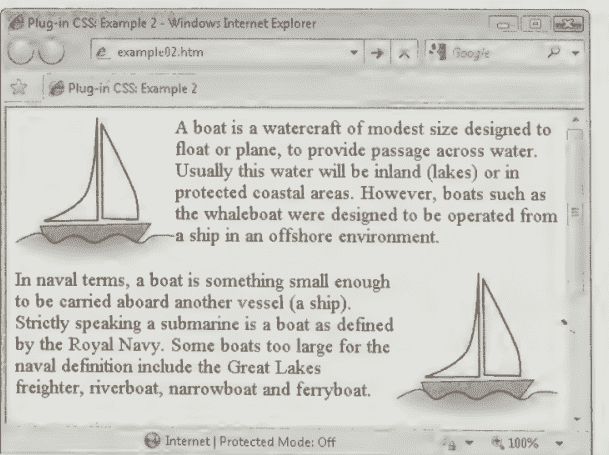 Plug-in CSS: Example 2 - Windows Internet Explorer
example02.htm
Google
Plug-in CSS: Example 2
A boat is a watercraft of modest size designed to
float or plane, to provide passage across water.
Usually this water will be inland (lakes) or in
protected coastal areas. However, boats such as
the whaleboat were designed to be operated from
a ship in an offshore environment.
In naval terms, a boat is something small enough
to be carried aboard another vessel (a ship).
Strictly speaking a submarine is a boat as defined
by the Royal Navy. Some boats too large for the
naval definition include the Great Lakes
freighter, riverboat, narrowboat and ferryboat.
Internet | Protected Mode: Off
100%